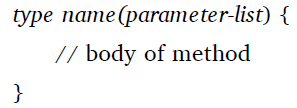 type name(parameter-list) {
// body of method
}